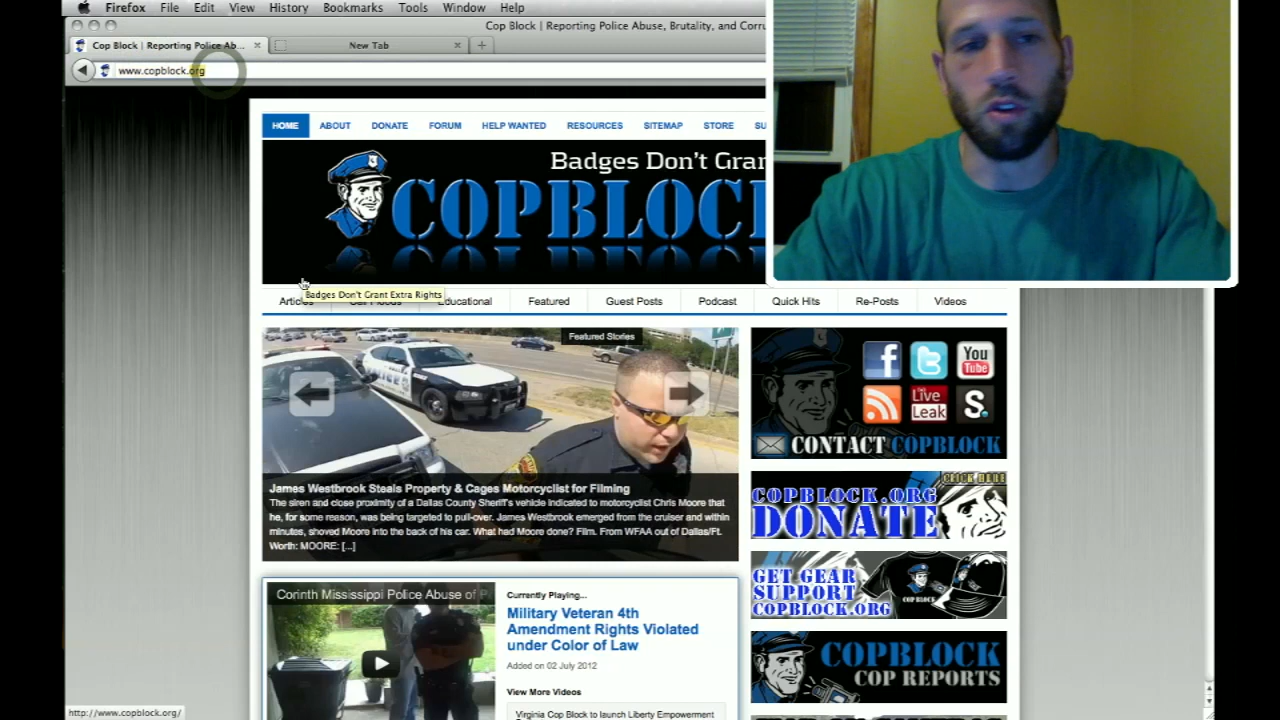 Firefox File Edit View History Bookmarks Tools Window Help
Cop Block | Reporting Police Abuse, Brutality, and Corru
Cop Block | Reporting Police Ab... New Tab
www.copblock.org
HOME ABOUT DONATE FORUM HELP WANTED RESOURCES SITEMAP STORE SU
Badges Don't Gran
COPBLOCK
Badges Don't Grant Extra Rights
Articles Educational Featured Guest Posts Podcast Quick Hits Re-Posts Videos
Featured Stories
James Westbrook Steals Property & Cages Motorcyclist for Filming
The siren and close proximity of a Dallas County Sheriff's vehicle indicated to motorcyclist Chris Moore that
he, for some reason, was being targeted to pull-over. James Westbrook emerged from the cruiser and within
minutes, shoved Moore into the back of his car. What had Moore done? Film. From WFAA out of Dallas/Ft.
Worth: MOORE: [...]
You
Tube
Live
Leak
S.
CONTACT COPBLOCK
CLICK HERE
COPBLOCK.ORG
DONATE
GET GEAR
SUPPORT
COPBLOCK.ORG
COP BLOCK
COPBLOCK
COP REPORTS
Corinth Mississippi Police Abuse of P
Currently Playing...
Military Veteran 4th
Amendment Rights Violated
under Color of Law
Added on 02 July 2012
View More Videos
Virginia Cop Block to launch Liberty Empowerment
http://www.copblock.org/